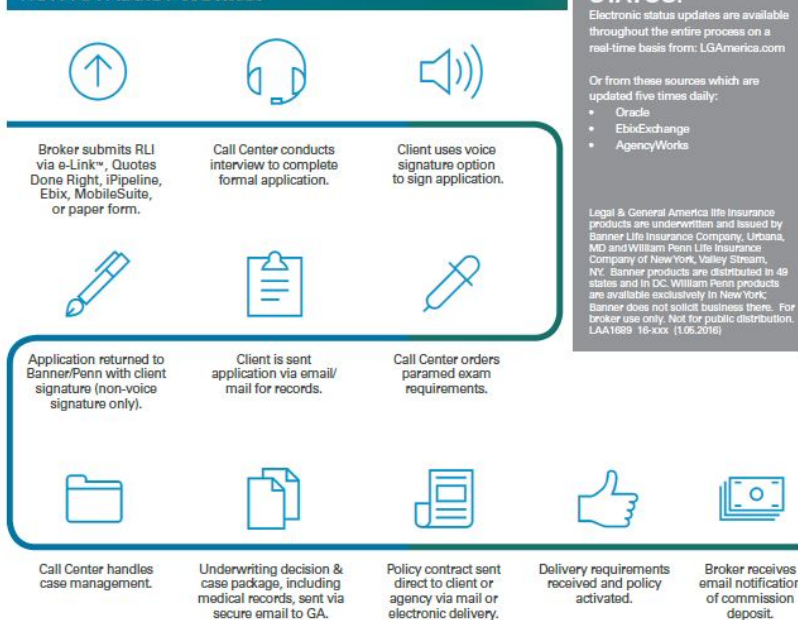 Electronic status updates are available
throughout the entire process on a
real-time basis from: LGAmerica.com
Or from these sources which are
updated five times daily:
• Oracle
• EbixExchange
• AgencyWorks
Legal & General America life insurance
products are underwritten and issued by
Banner Life Insurance Company, Urbana,
MD and William Penn Life Insurance
Company of New York, Valley Stream,
NY. Banner products are distributed in 49
states and in DC. William Penn products
are available exclusively in New York;
Banner does not solicit business there. For
broker use only. Not for public distribution.
LAA1689 16-xxx (1.05.2016)
Broker submits RLI
via e-Link™, Quotes
Done Right, iPipeline,
Ebix, MobileSuite,
or paper form.
Call Center conducts
interview to complete
formal application.
Client uses voice
signature option
to sign application.
Application returned to
Banner/Penn with client
signature (non-voice
signature only).
Client is sent
application via email/
mail for records.
Call Center orders
paramed exam
requirements.
Call Center handles
case management.
Underwriting decision &
case package, including
medical records, sent via
secure email to GA.
Policy contract sent
direct to client or
agency via mail or
electronic delivery.
Delivery requirements
received and policy
activated.
Broker receives
email notification
of commission
deposit.